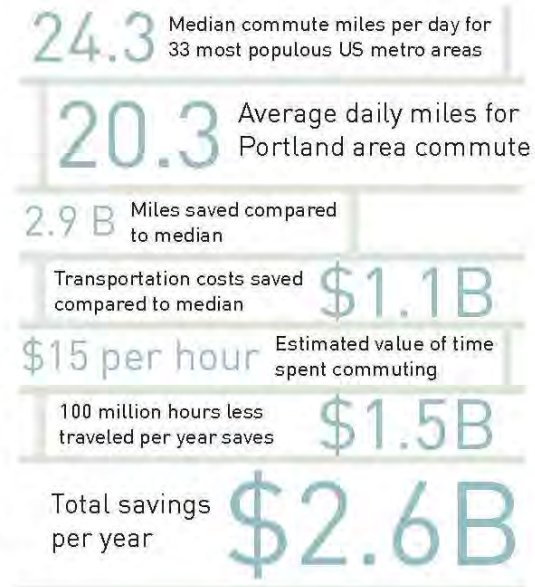 24.3 Median commute miles per day for
33 most populous US metro areas
20.3 Average daily miles for
Portland area commute
2.9 B Miles saved compared
to median
Transportation costs saved
compared to median $1.1B
$15 per hour Estimated value of time
spent commuting
100 million hours less
traveled per year saves $1.5B
Total savings
per year $2.6B